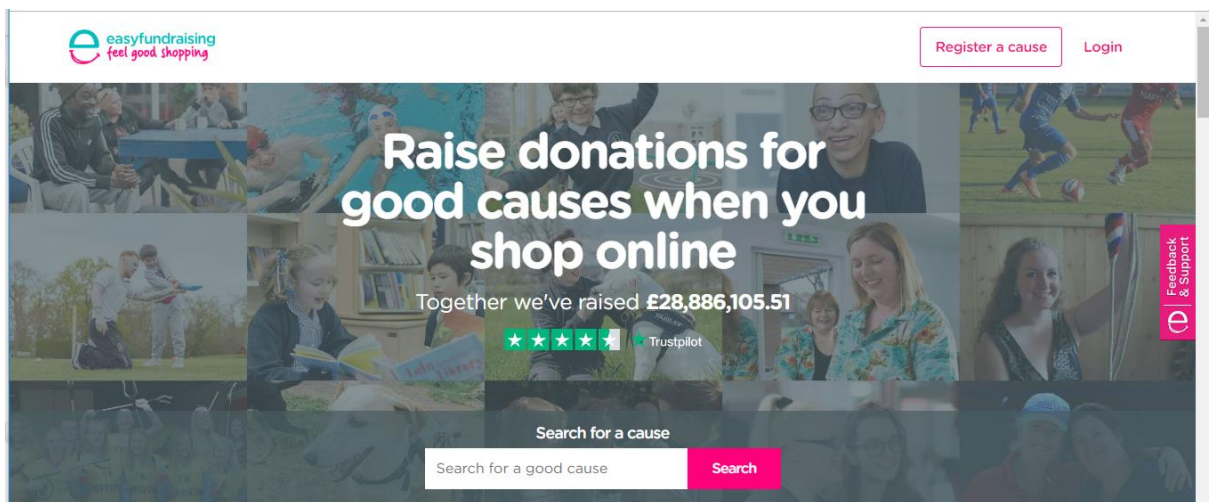 easyfundraising
feel good shopping
Register a cause
Login
Raise donations for
good causes when you
shop online
Together we've raised £28,886,105.51
Trustpilot
Feedback
& Support
Search for a cause
Search for a good cause
Search